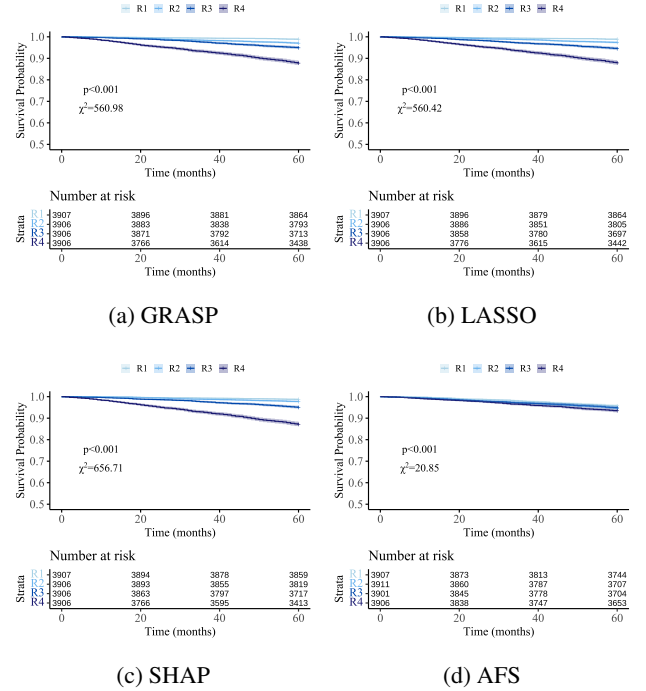 R1 R2 R3 R4
Survival Probability
1.0
0.9
0.8
0.7
0.6
0.5
p<0.001
χ²=560.98
0 20 40 60
Time (months)
Number at risk
Strata
R1 3907 3896 3881 3864
R2 3906 3883 3838 3793
R3 3906 3871 3792 3713
R4 3906 3766 3614 3438
0 20 40 60
Time (months)
(a) GRASP
R1 R2 R3 R4
Survival Probability
1.0
0.9
0.8
0.7
0.6
0.5
p<0.001
χ²=560.42
0 20 40 60
Time (months)
Number at risk
Strata
R1 3907 3896 3879 3864
R2 3906 3886 3851 3805
R3 3906 3858 3780 3697
R4 3906 3776 3615 3442
0 20 40 60
Time (months)
(b) LASSO
R1 R2 R3 R4
Survival Probability
1.0
0.9
0.8
0.7
0.6
0.5
p<0.001
χ²=656.71
0 20 40 60
Time (months)
Number at risk
Strata
R1 3907 3894 3878 3859
R2 3906 3893 3855 3819
R3 3906 3863 3797 3717
R4 3906 3766 3595 3413
0 20 40 60
Time (months)
(c) SHAP
R1 R2 R3 R4
Survival Probability
1.0
0.9
0.8
0.7
0.6
0.5
p<0.001
χ²=20.85
0 20 40 60
Time (months)
Number at risk
Strata
R1 3907 3873 3813 3744
R2 3911 3860 3787 3707
R3 3901 3845 3778 3704
R4 3906 3838 3747 3653
0 20 40 60
Time (months)
(d) AFS